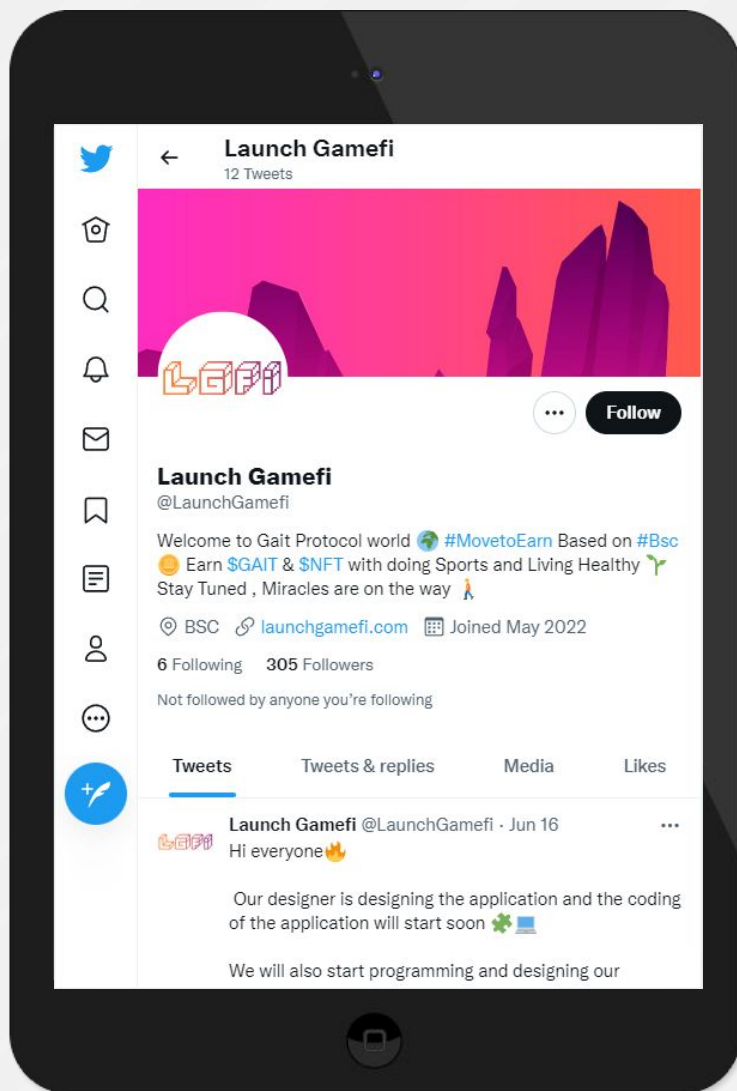 Launch Gamefi
12 Tweets
LGFi
Follow
Launch Gamefi
@LaunchGamefi
Welcome to Gait Protocol world 🌍 #MovetoEarn Based on #Bsc
🪙 Earn $GAIT & $NFT with doing Sports and Living Healthy 🌱
Stay Tuned , Miracles are on the way 🚶
BSC launchgamefi.com Joined May 2022
6 Following 305 Followers
Not followed by anyone you're following
Tweets Tweets & replies Media Likes
Launch Gamefi @LaunchGamefi · Jun 16
LGFi
Hi everyone🔥
Our designer is designing the application and the coding
of the application will start soon 🧩 💻
We will also start programming and designing our